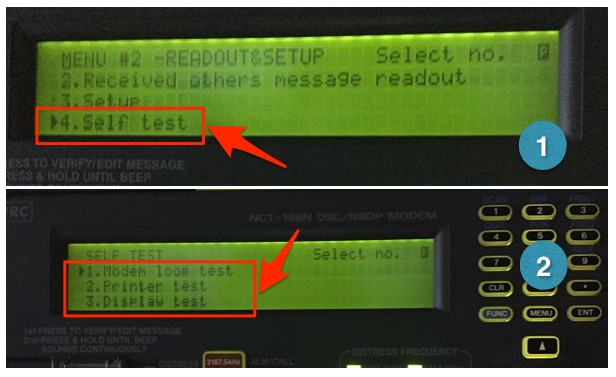 MENU #2 -READOUT&SETUP Select no.
2.Received others message readout
3.Setup
4.Self test
ESS TO VERIFY/EDIT MESSAGE
RESS & HOLD UNTIL BEEP
1
JRC
NCT-196N DSC/NBDP MODEM
SELF TEST Select no.
1.Modem loop test
2.Printer test
3.Display test
1st PRESS TO VERIFY/EDIT MESSAGE
2nd PRESS & HOLD UNTIL BEEP
SOUNDS CONTINUOUSLY
DISTRESS 2187.5kHz ALM/CALL
DISTRESS FREQUENCY
SCAN DIM PRINT
1 2 3
4 5 6
7 9
2
CLR
FUNC MENU ENT